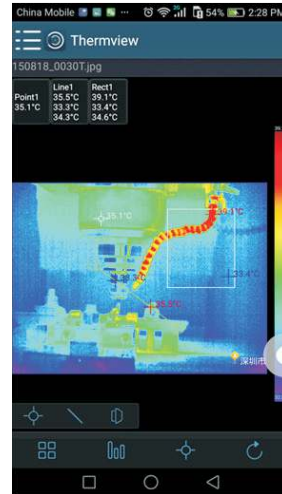 China Mobile ... 54% 2:28 PM
Thermview
150818_0030T.jpg
Point1
35.1°C
Line1
35.5°C
33.3°C
34.3°C
Rect1
39.1°C
33.4°C
34.6°C
35.1°C
39.1°C
33.4°C
35.5°C
深圳市